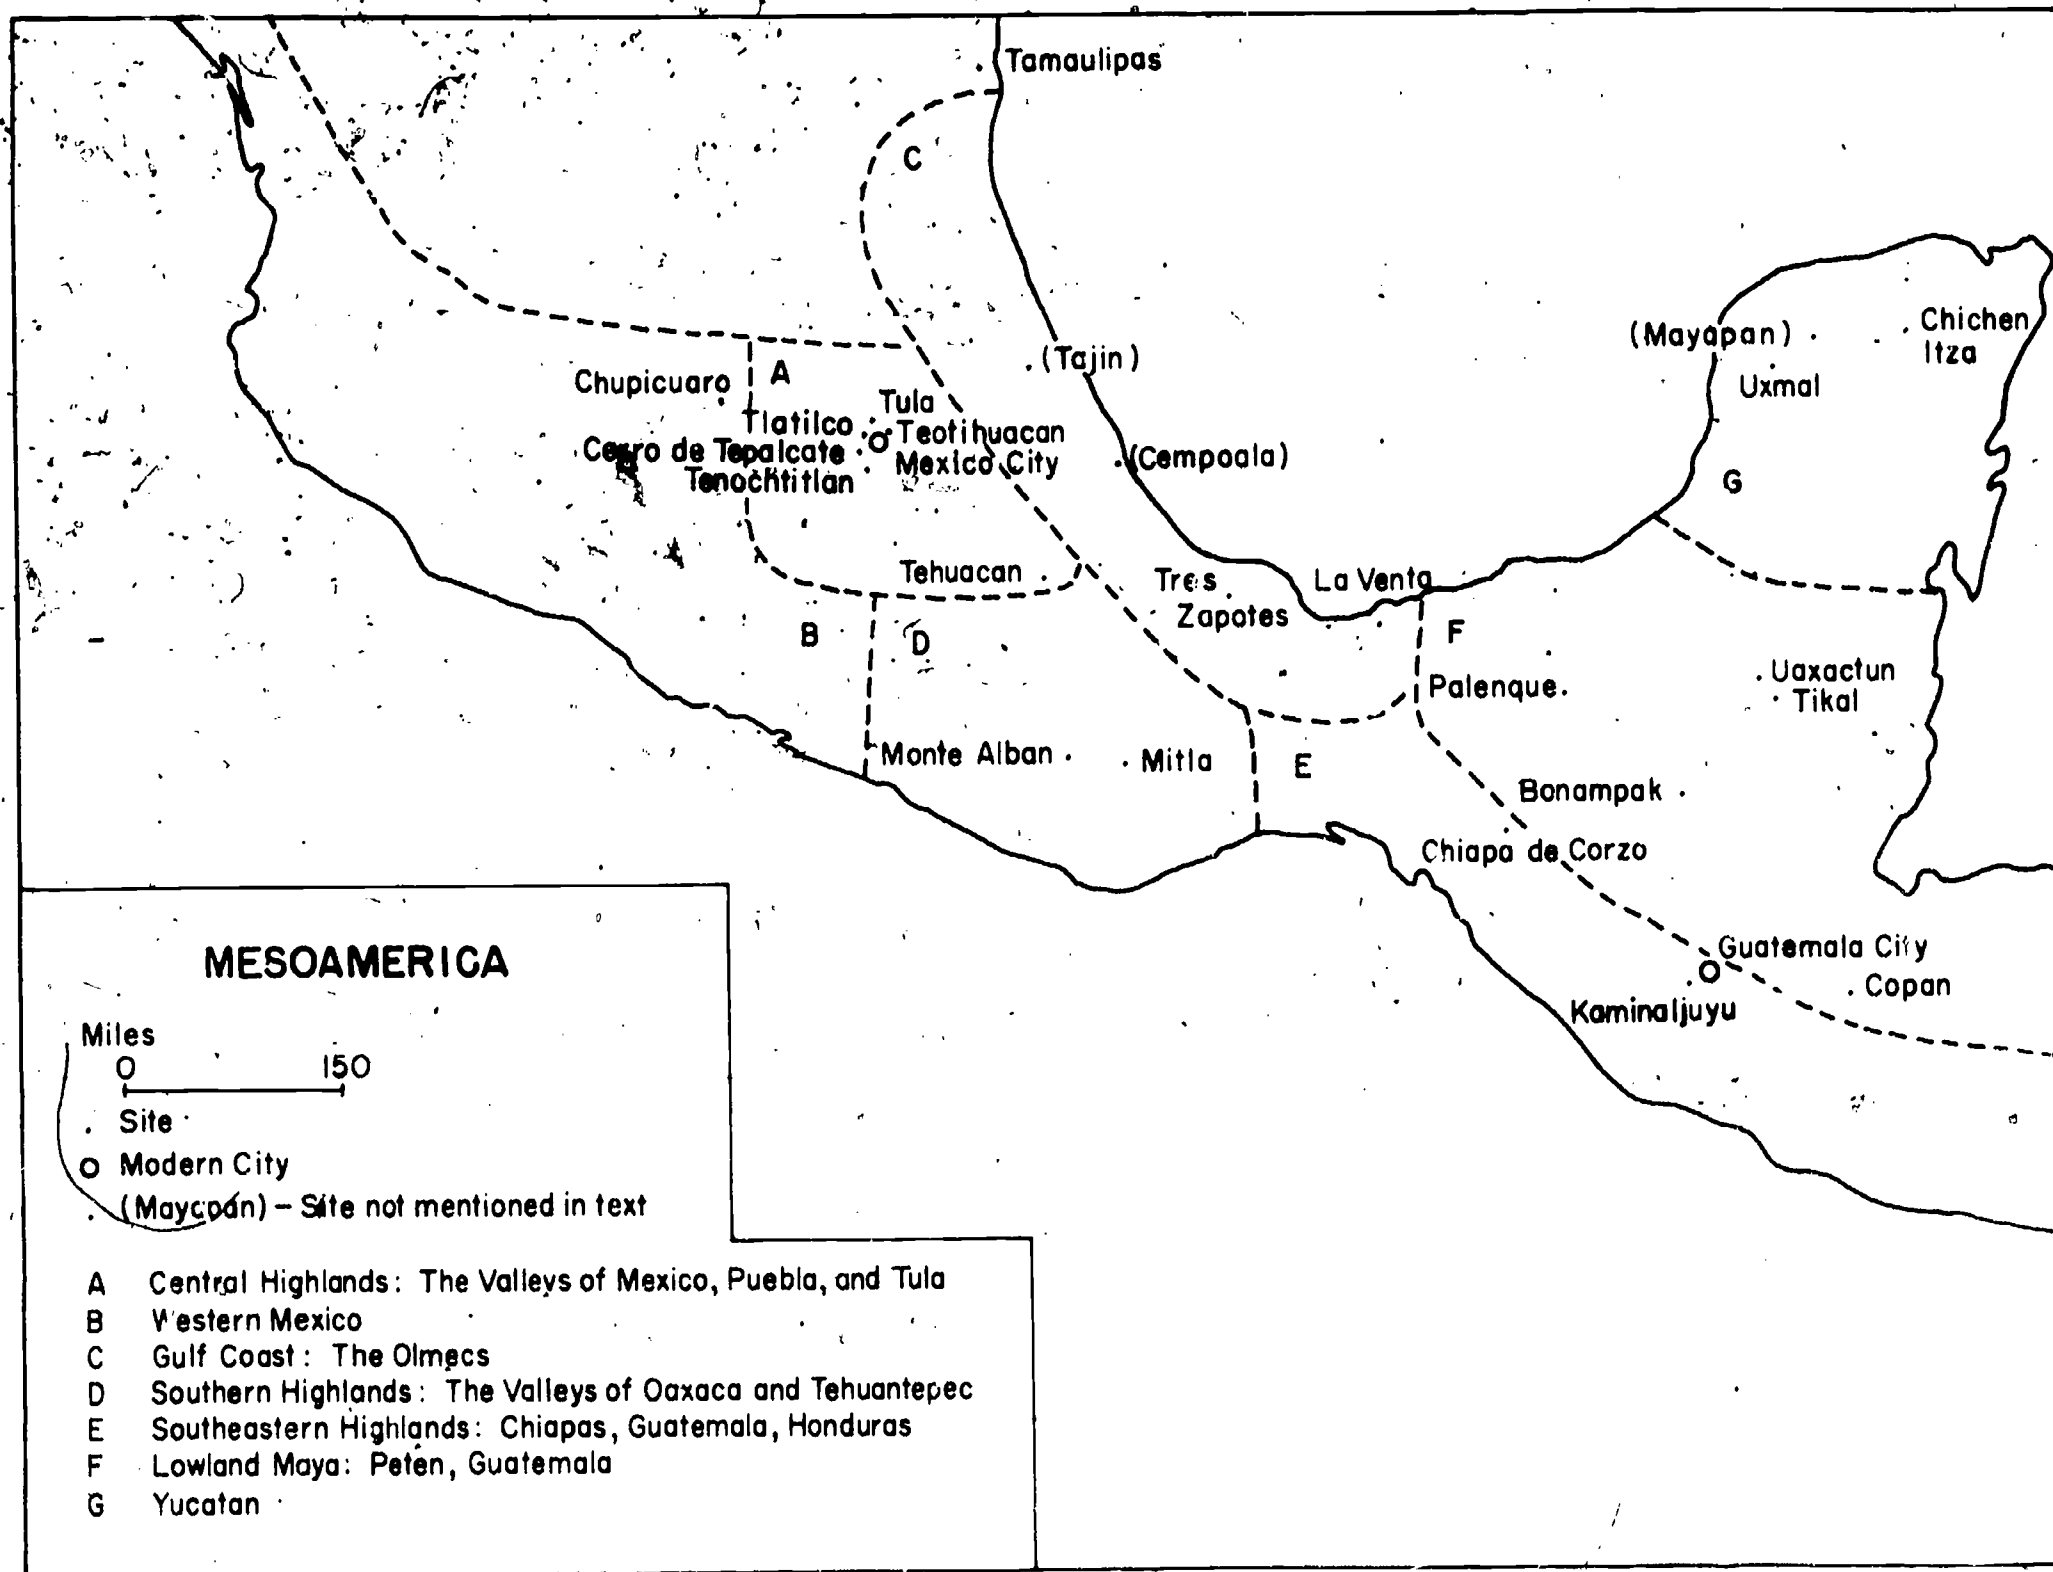 Tamaulipas
C
(Tajin)
(Mayapan)
Chichen
Itza
Uxmal
A
Chupicuaro
Tula
Tlatilco
Teotihuacan
Cerro de Tepalcate
Mexico City
Tenochtitlan
(Cempoala)
G
Tehuacan
Tres
Zapotes
La Venta
B
D
F
Uaxactun
Tikal
Palenque
Monte Alban
Mitla
E
Bonampak
Chiapa de Corzo
Guatemala City
Copan
Kaminaljuyu
MESOAMERICA
Miles
0 150
Site
Modern City
(Mayapan) – Site not mentioned in text
A Central Highlands: The Valleys of Mexico, Puebla, and Tula
B Western Mexico
C Gulf Coast: The Olmecs
D Southern Highlands: The Valleys of Oaxaca and Tehuantepec
E Southeastern Highlands: Chiapas, Guatemala, Honduras
F Lowland Maya: Petén, Guatemala
G Yucatan